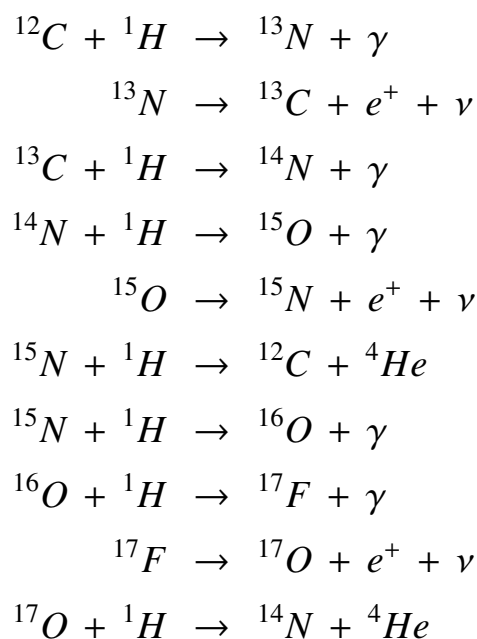 ¹²C + ¹H → ¹³N + γ
¹³N → ¹³C + e⁺ + ν
¹³C + ¹H → ¹⁴N + γ
¹⁴N + ¹H → ¹⁵O + γ
¹⁵O → ¹⁵N + e⁺ + ν
¹⁵N + ¹H → ¹²C + ⁴He
¹⁵N + ¹H → ¹⁶O + γ
¹⁶O + ¹H → ¹⁷F + γ
¹⁷F → ¹⁷O + e⁺ + ν
¹⁷O + ¹H → ¹⁴N + ⁴He